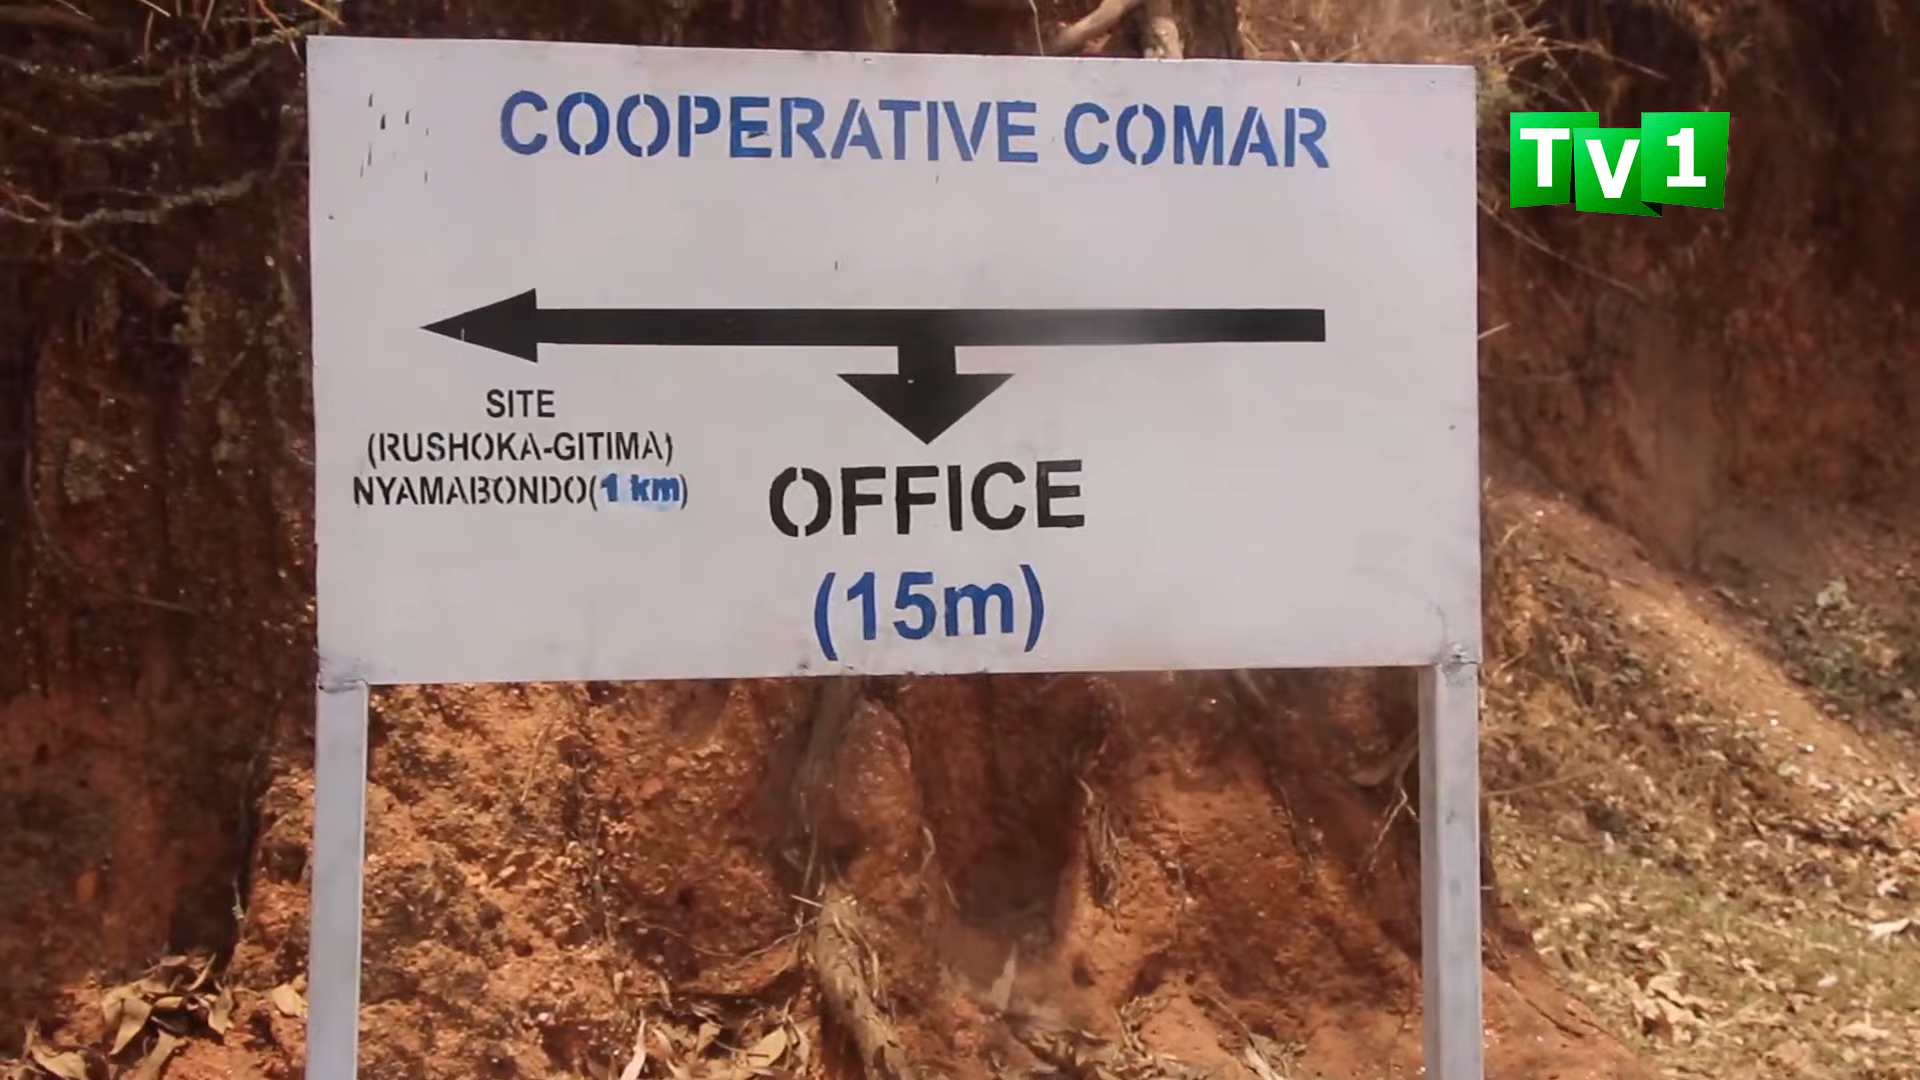 COOPERATIVE COMAR
TV1
SITE
(RUSHOKA-GITIMA)
NYAMABONDO(1 km)
OFFICE
(15m)